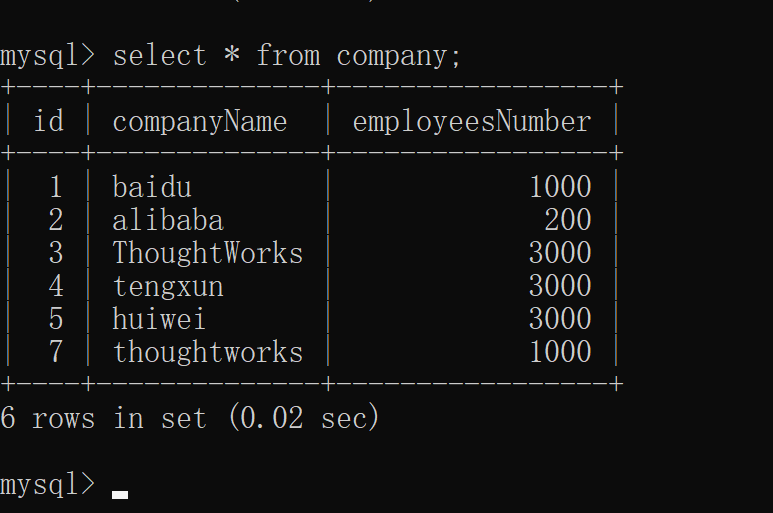 mysql> select * from company;
+----+--------------+-----------------+
| id | companyName  | employeesNumber |
+----+--------------+-----------------+
|  1 | baidu        |            1000 |
|  2 | alibaba      |             200 |
|  3 | ThoughtWorks |            3000 |
|  4 | tengxun      |            3000 |
|  5 | huiwei       |            3000 |
|  7 | thoughtworks |            1000 |
+----+--------------+-----------------+
6 rows in set (0.02 sec)
mysql>